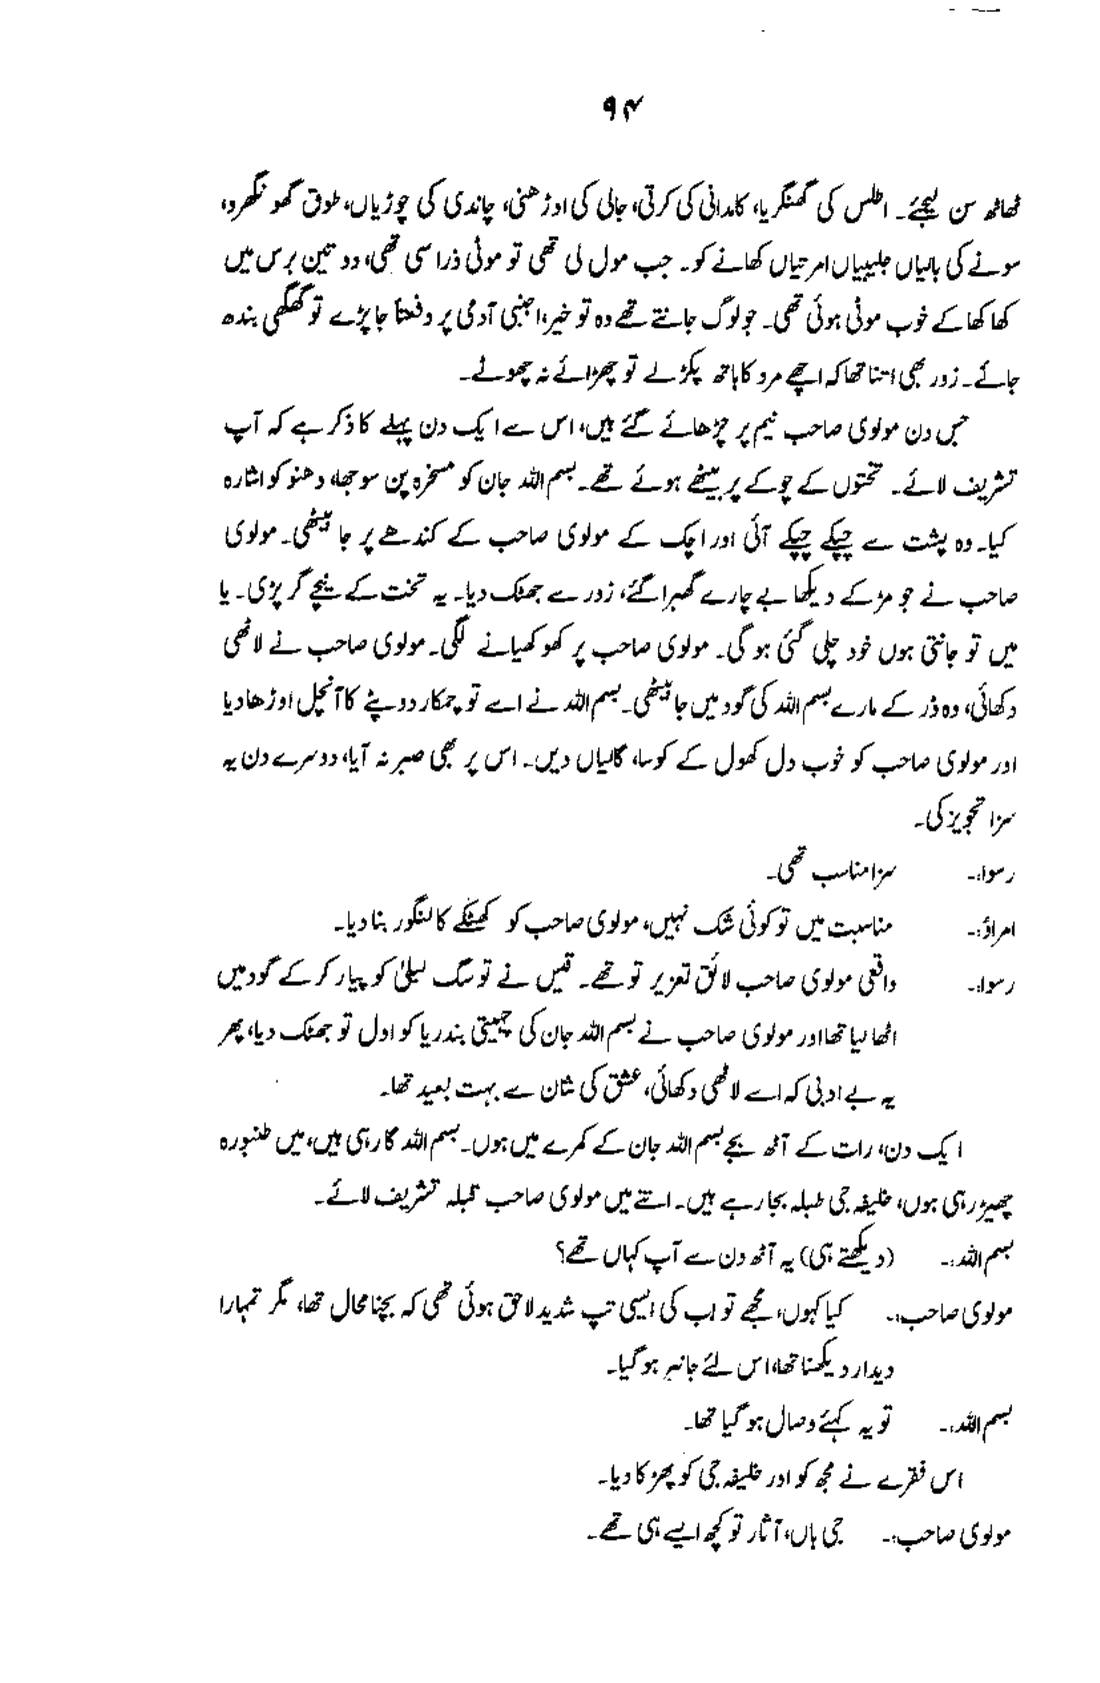 ۹۴
ٹھاٹھ سن لیجئے۔ اطلس کی گھنگریا، کامدانی کی کرتی، جالی کی اوڑھنی، چاندی کی چوڑیاں، طوق گھونگھرو،
سونے کی بالیاں جلیبیاں امرتیاں کھانے کو۔ جب مول لی تھی تو موئی ذرا سی تھی، دو تین برس میں
کھا کھا کے خوب موٹی ہوئی تھی۔ جو لوگ جانتے تھے وہ تو خیر، اجنبی آدمی پر دفعتاً جا پڑے تو گھگھی بندھ
جائے۔ زور بھی اتنا تھا کہ اچھے مرد کا ہاتھ پکڑ لے تو چھڑائے نہ چھوٹے۔
جس دن مولوی صاحب نیم پر چڑھائے گئے ہیں، اس سے ایک دن پہلے کا ذکر ہے کہ آپ
تشریف لائے۔ تختوں کے چوکے پر بیٹھے ہوئے تھے۔ بسم اللہ جان کو مسخرہ پن سوجھا، دھنو کو اشارہ
کیا۔ وہ پشت سے چپکے چپکے آئی اور اچک کے مولوی صاحب کے کندھے پر جا بیٹھی۔ مولوی
صاحب نے جو مڑ کے دیکھا بے چارے گھبرا گئے، زور سے جھٹک دیا۔ یہ تخت کے نیچے گر پڑی۔ یا
میں تو جانتی ہوں خود چلی گئی ہو گی۔ مولوی صاحب پر کھوکھیانے لگی۔ مولوی صاحب نے لاٹھی
دکھائی، وہ ڈر کے مارے بسم اللہ کی گود میں جا بیٹھی۔ بسم اللہ نے اسے تو چمکار دوپٹے کا آنچل اوڑھا دیا
اور مولوی صاحب کو خوب دل کھول کے کوسا، گالیاں دیں۔ اس پر بھی صبر نہ آیا، دوسرے دن یہ
سزا تجویز کی۔
رسوا:۔ سزا مناسب تھی۔
امراؤ:۔ مناسبت میں تو کوئی شک نہیں، مولوی صاحب کو کھٹکے کا لنگور بنا دیا۔
رسوا:۔ واقعی مولوی صاحب لائق تعزیر تو تھے۔ قیس نے تو سگ لیلیٰ کو پیار کر کے گود میں
اٹھا لیا تھا اور مولوی صاحب نے بسم اللہ جان کی چہیتی بندریا کو اول تو جھٹک دیا، پھر
یہ بے ادبی کہ اسے لاٹھی دکھائی، عشق کی شان سے بہت بعید تھا۔
ایک دن، رات کے آٹھ بجے بسم اللہ جان کے کمرے میں ہوں۔ بسم اللہ گا رہی ہیں، میں طنبورہ
چھیڑ رہی ہوں، خلیفہ جی طبلہ بجا رہے ہیں۔ اتنے میں مولوی صاحب قبلہ تشریف لائے۔
بسم اللہ:۔ (دیکھتے ہی) یہ آٹھ دن سے آپ کہاں تھے؟
مولوی صاحب:۔ کیا کہوں، مجھے تو اب کی ایسی تپ شدید لاحق ہوئی تھی کہ بچنا محال تھا، مگر تمہارا
دیدار دیکھنا تھا، اس لئے جانبر ہو گیا۔
بسم اللہ:۔ تو یہ کہئے وصال ہو گیا تھا۔
اس فقرے نے مجھ کو اور خلیفہ جی کو پھڑکا دیا۔
مولوی صاحب:۔ جی ہاں، آثار تو کچھ ایسے ہی تھے۔